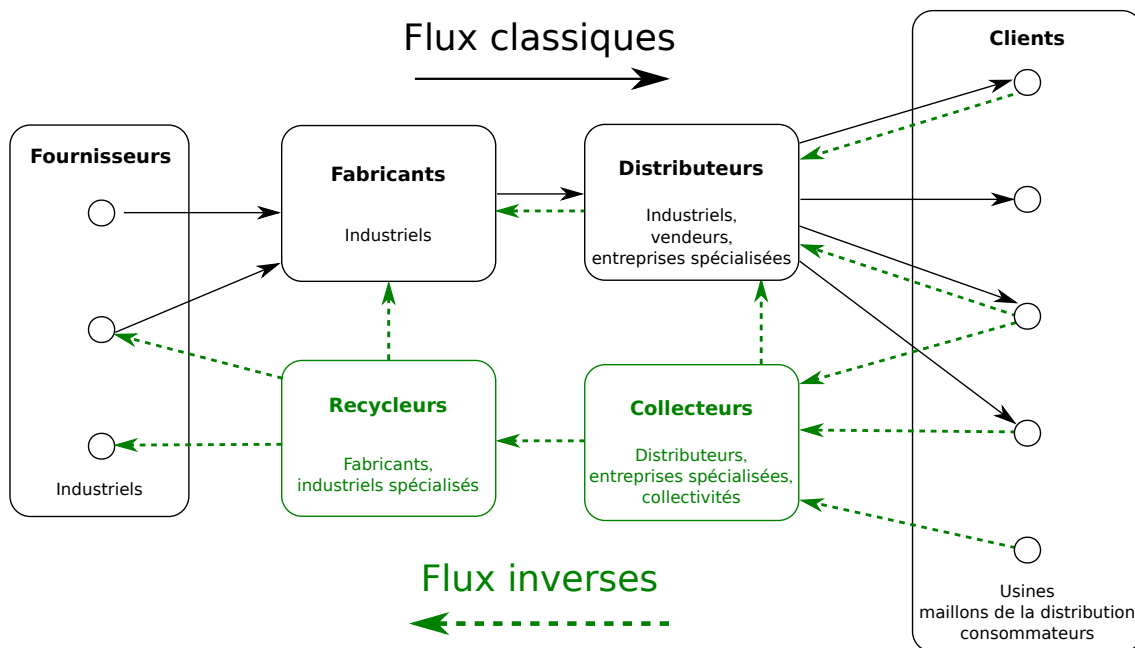 Flux classiques
Fournisseurs
Industriels
Fabricants
Industriels
Distributeurs
Industriels,
vendeurs,
entreprises spécialisées
Clients
Usines
maillons de la distribution
consommateurs
Recycleurs
Fabricants,
industriels spécialisés
Collecteurs
Distributeurs,
entreprises spécialisées,
collectivités
Flux inverses